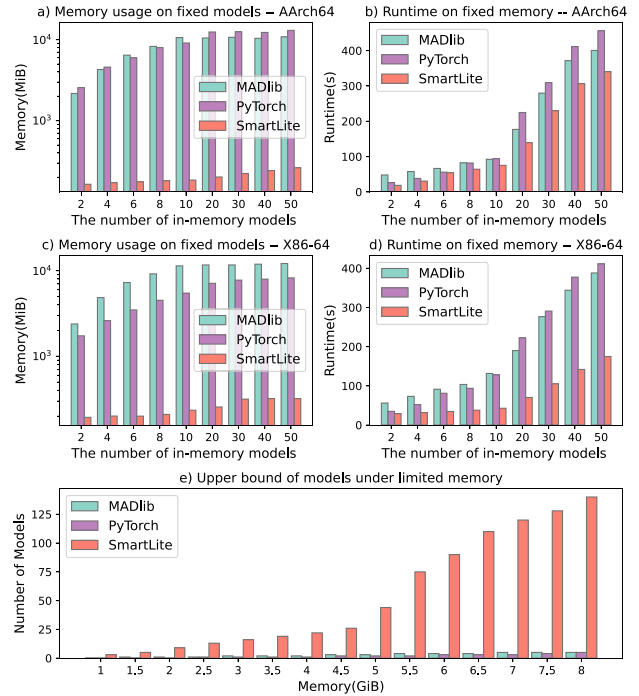 a) Memory usage on fixed models – AArch64
Memory(MiB)
10⁴
10³
MADlib
PyTorch
SmartLite
2 4 6 8 10 20 30 40 50
The number of in-memory models
b) Runtime on fixed memory -- AArch64
Runtime(s)
400
300
200
100
0
MADlib
PyTorch
SmartLite
2 4 6 8 10 20 30 40 50
The number of in-memory models
c) Memory usage on fixed models – X86-64
Memory(MiB)
10⁴
10³
MADlib
PyTorch
SmartLite
2 4 6 8 10 20 30 40 50
The number of in-memory models
d) Runtime on fixed memory – X86-64
Runtime(s)
400
300
200
100
0
MADlib
PyTorch
SmartLite
2 4 6 8 10 20 30 40 50
The number of in-memory models
e) Upper bound of models under limited memory
Number of Models
125
100
75
50
25
0
MADlib
PyTorch
SmartLite
1 1.5 2 2.5 3 3.5 4 4.5 5 5.5 6 6.5 7 7.5 8
Memory(GiB)